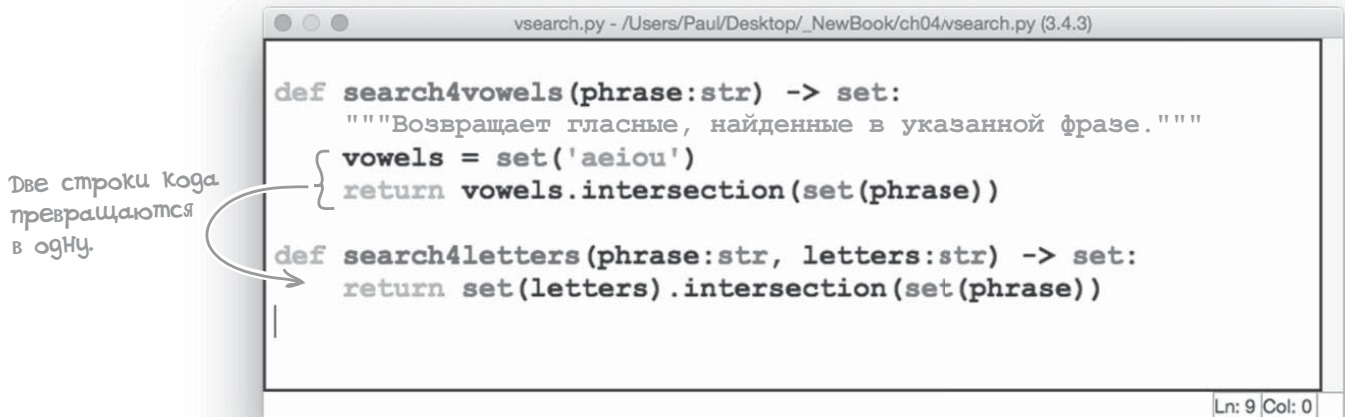 vsearch.py - /Users/Paul/Desktop/_NewBook/ch04/vsearch.py (3.4.3)
def search4vowels(phrase:str) -> set:
"""Возвращает гласные, найденные в указанной фразе."""
vowels = set('aeiou')
return vowels.intersection(set(phrase))
Две строки кода
превращаются
в одну.
def search4letters(phrase:str, letters:str) -> set:
return set(letters).intersection(set(phrase))
Ln: 9 Col: 0